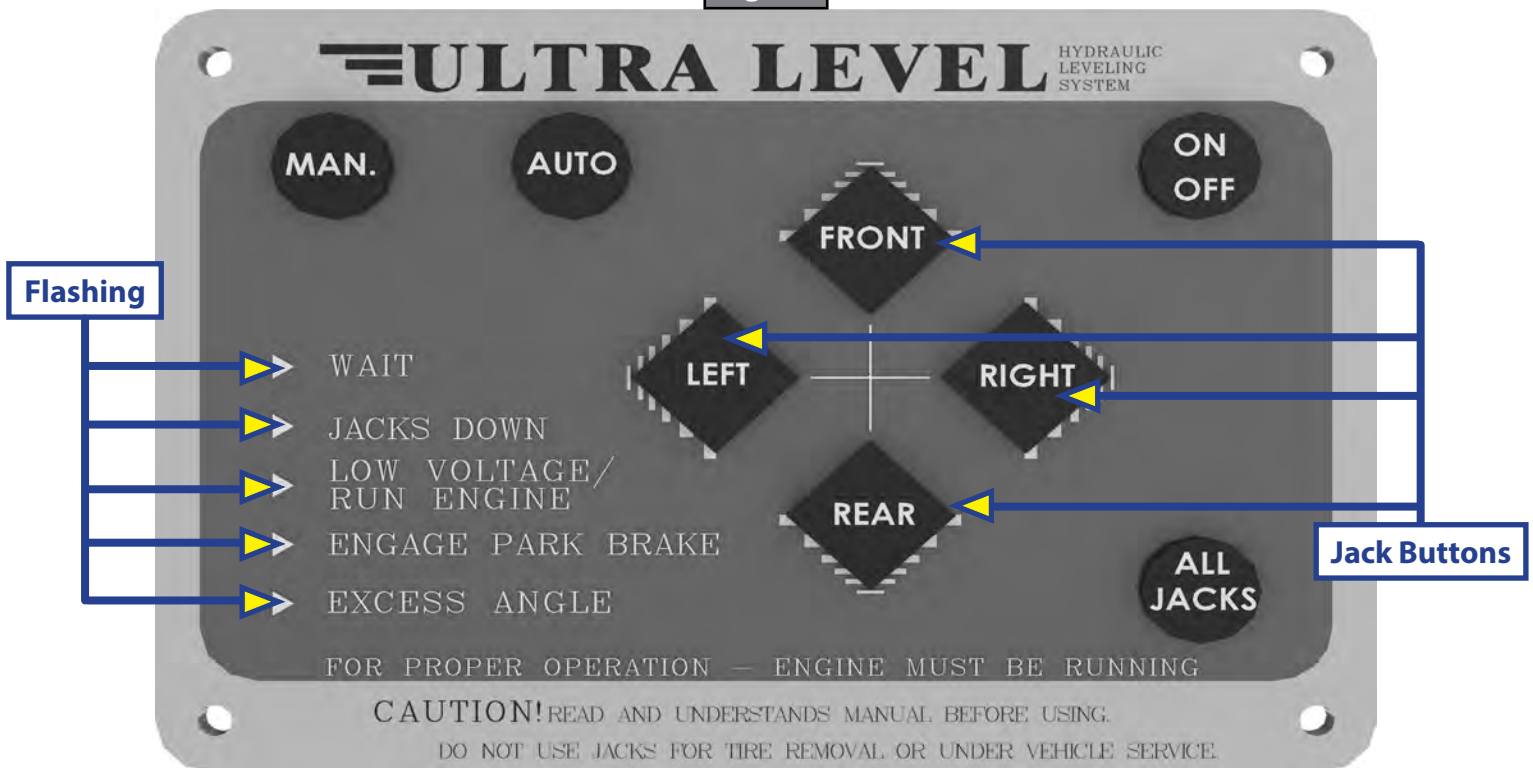 ULTRA LEVEL
HYDRAULIC
LEVELING
SYSTEM
MAN.
AUTO
ON
OFF
FRONT
Flashing
LEFT
RIGHT
WAIT
JACKS DOWN
LOW VOLTAGE/
RUN ENGINE
REAR
ENGAGE PARK BRAKE
Jack Buttons
ALL
JACKS
EXCESS ANGLE
FOR PROPER OPERATION — ENGINE MUST BE RUNNING
CAUTION! READ AND UNDERSTANDS MANUAL BEFORE USING.
DO NOT USE JACKS FOR TIRE REMOVAL OR UNDER VEHICLE SERVICE.